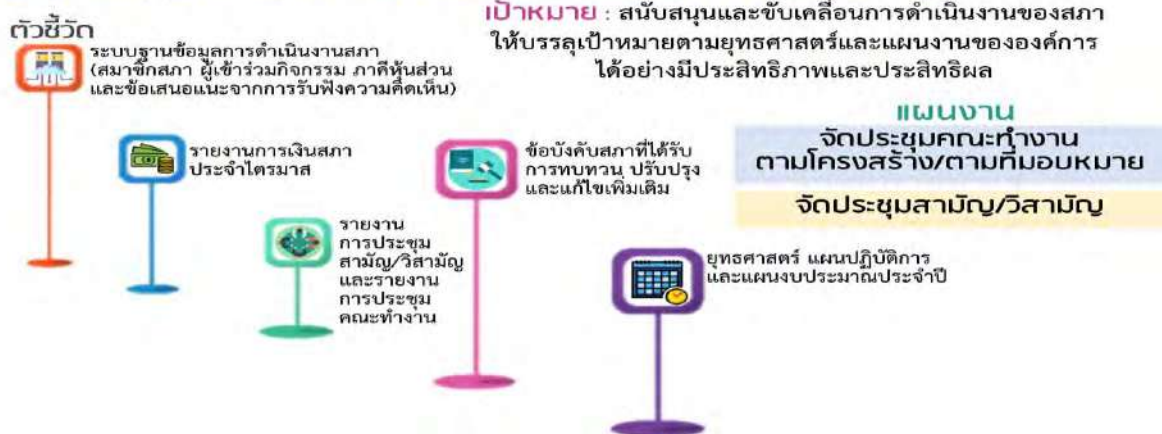 เป้าหมาย : สนับสนุนและขับเคลื่อนการดำเนินงานของสภา
ให้บรรลุเป้าหมายตามยุทธศาสตร์และแผนงานขององค์การ
ได้อย่างมีประสิทธิภาพและประสิทธิผล
ตัวชี้วัด
ระบบฐานข้อมูลการดำเนินงานสภา
(สมาชิกสภา ผู้เข้าร่วมกิจกรรม ภาคีหุ้นส่วน
และข้อเสนอแนะจากการรับฟังความคิดเห็น)
รายงานการเงินสภา
ประจำไตรมาส
รายงาน
การประชุม
สามัญ/วิสามัญ
และรายงาน
การประชุม
คณะทำงาน
ข้อบังคับสภาที่ได้รับ
การทบทวน ปรับปรุง
และแก้ไขเพิ่มเติม
ยุทธศาสตร์ แผนปฏิบัติการ
และแผนงบประมาณประจำปี
แผนงาน
จัดประชุมคณะทำงาน
ตามโครงสร้าง/ตามที่มอบหมาย
จัดประชุมสามัญ/วิสามัญ